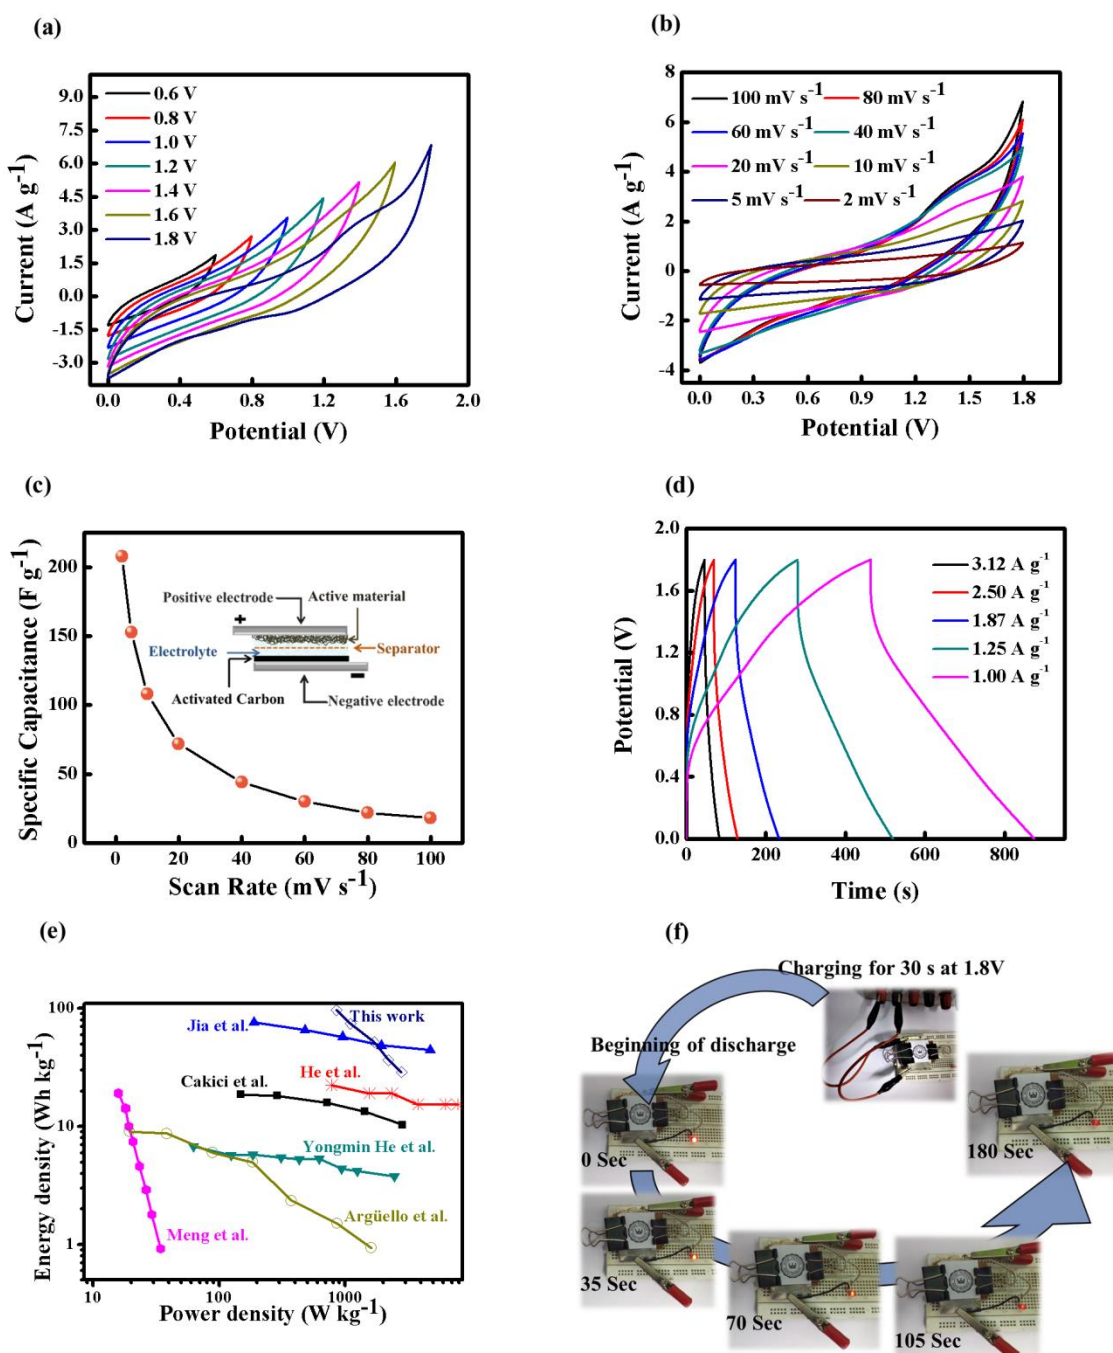 (a)
9.0
7.5
6.0
4.5
3.0
1.5
0.0
-1.5
-3.0
Current (A g⁻¹)
0.6 V
0.8 V
1.0 V
1.2 V
1.4 V
1.6 V
1.8 V
0.0 0.4 0.8 1.2 1.6 2.0
Potential (V)
(b)
8
6
4
2
0
-2
-4
Current (A g⁻¹)
100 mV s⁻¹ 80 mV s⁻¹
60 mV s⁻¹ 40 mV s⁻¹
20 mV s⁻¹ 10 mV s⁻¹
5 mV s⁻¹ 2 mV s⁻¹
0.0 0.3 0.6 0.9 1.2 1.5 1.8
Potential (V)
(c)
200
150
100
50
0
Specific Capacitance (F g⁻¹)
Positive electrode Active material
+
Electrolyte Separator
Activated Carbon Negative electrode
-
0 20 40 60 80 100
Scan Rate (mV s⁻¹)
(d)
2.0
1.6
1.2
0.8
0.4
0.0
Potential (V)
3.12 A g⁻¹
2.50 A g⁻¹
1.87 A g⁻¹
1.25 A g⁻¹
1.00 A g⁻¹
0 200 400 600 800
Time (s)
(e)
100
10
1
Energy density (Wh kg⁻¹)
Jia et al. This work
Cakici et al. He et al.
Yongmin He et al.
Meng et al. Argüello et al.
10 100 1000
Power density (W kg⁻¹)
(f)
Charging for 30 s at 1.8V
Beginning of discharge
0 Sec
35 Sec
70 Sec
105 Sec
180 Sec